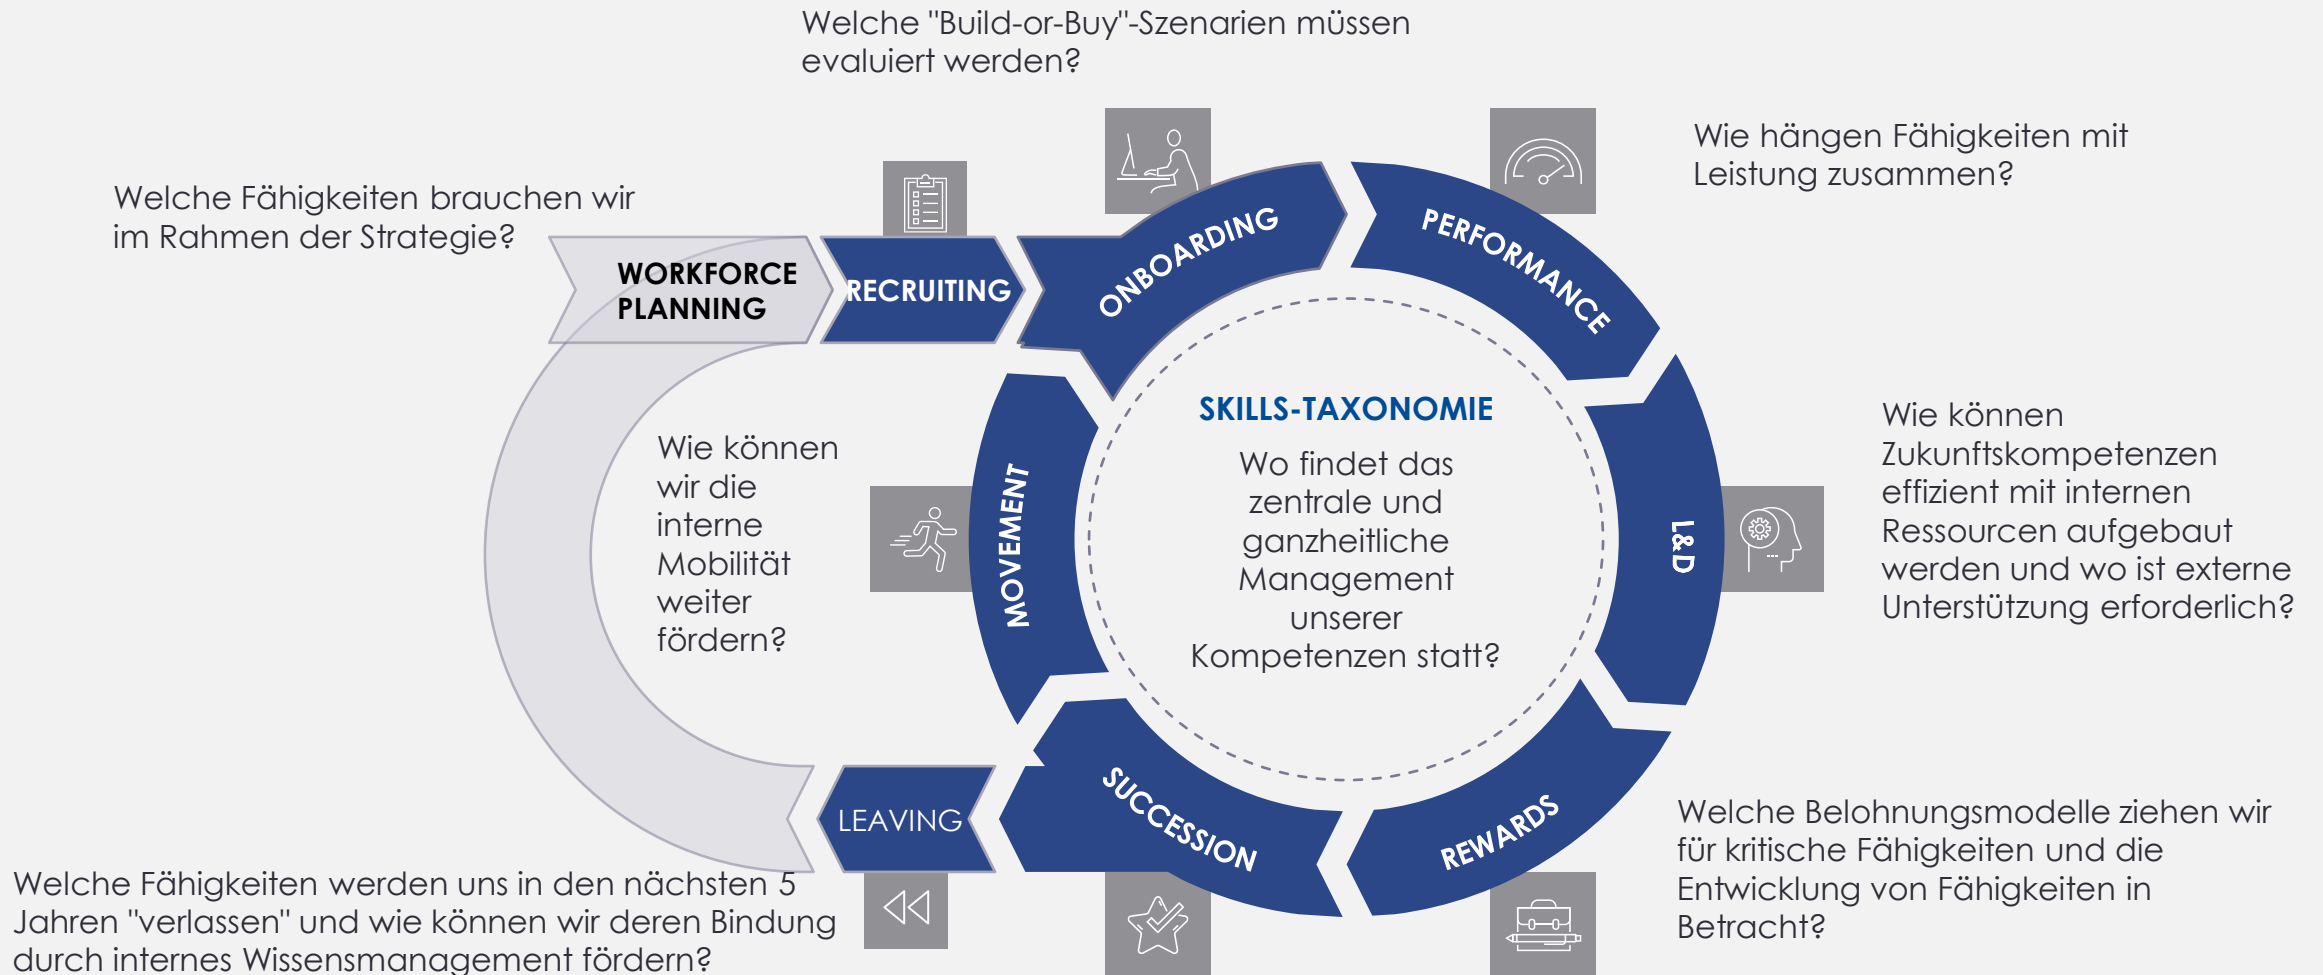 Welche "Build-or-Buy"-Szenarien müssen
evaluiert werden?
Wie hängen Fähigkeiten mit
Leistung zusammen?
Welche Fähigkeiten brauchen wir
im Rahmen der Strategie?
WORKFORCE
PLANNING
RECRUITING
ONBOARDING
PERFORMANCE
L&D
REWARDS
SUCCESSION
LEAVING
MOVEMENT
SKILLS-TAXONOMIE
Wo findet das
zentrale und
ganzheitliche
Management
unserer
Kompetenzen statt?
Wie können
wir die
interne
Mobilität
weiter
fördern?
Wie können
Zukunftskompetenzen
effizient mit internen
Ressourcen aufgebaut
werden und wo ist externe
Unterstützung erforderlich?
Welche Belohnungsmodelle ziehen wir
für kritische Fähigkeiten und die
Entwicklung von Fähigkeiten in
Betracht?
Welche Fähigkeiten werden uns in den nächsten 5
Jahren "verlassen" und wie können wir deren Bindung
durch internes Wissensmanagement fördern?